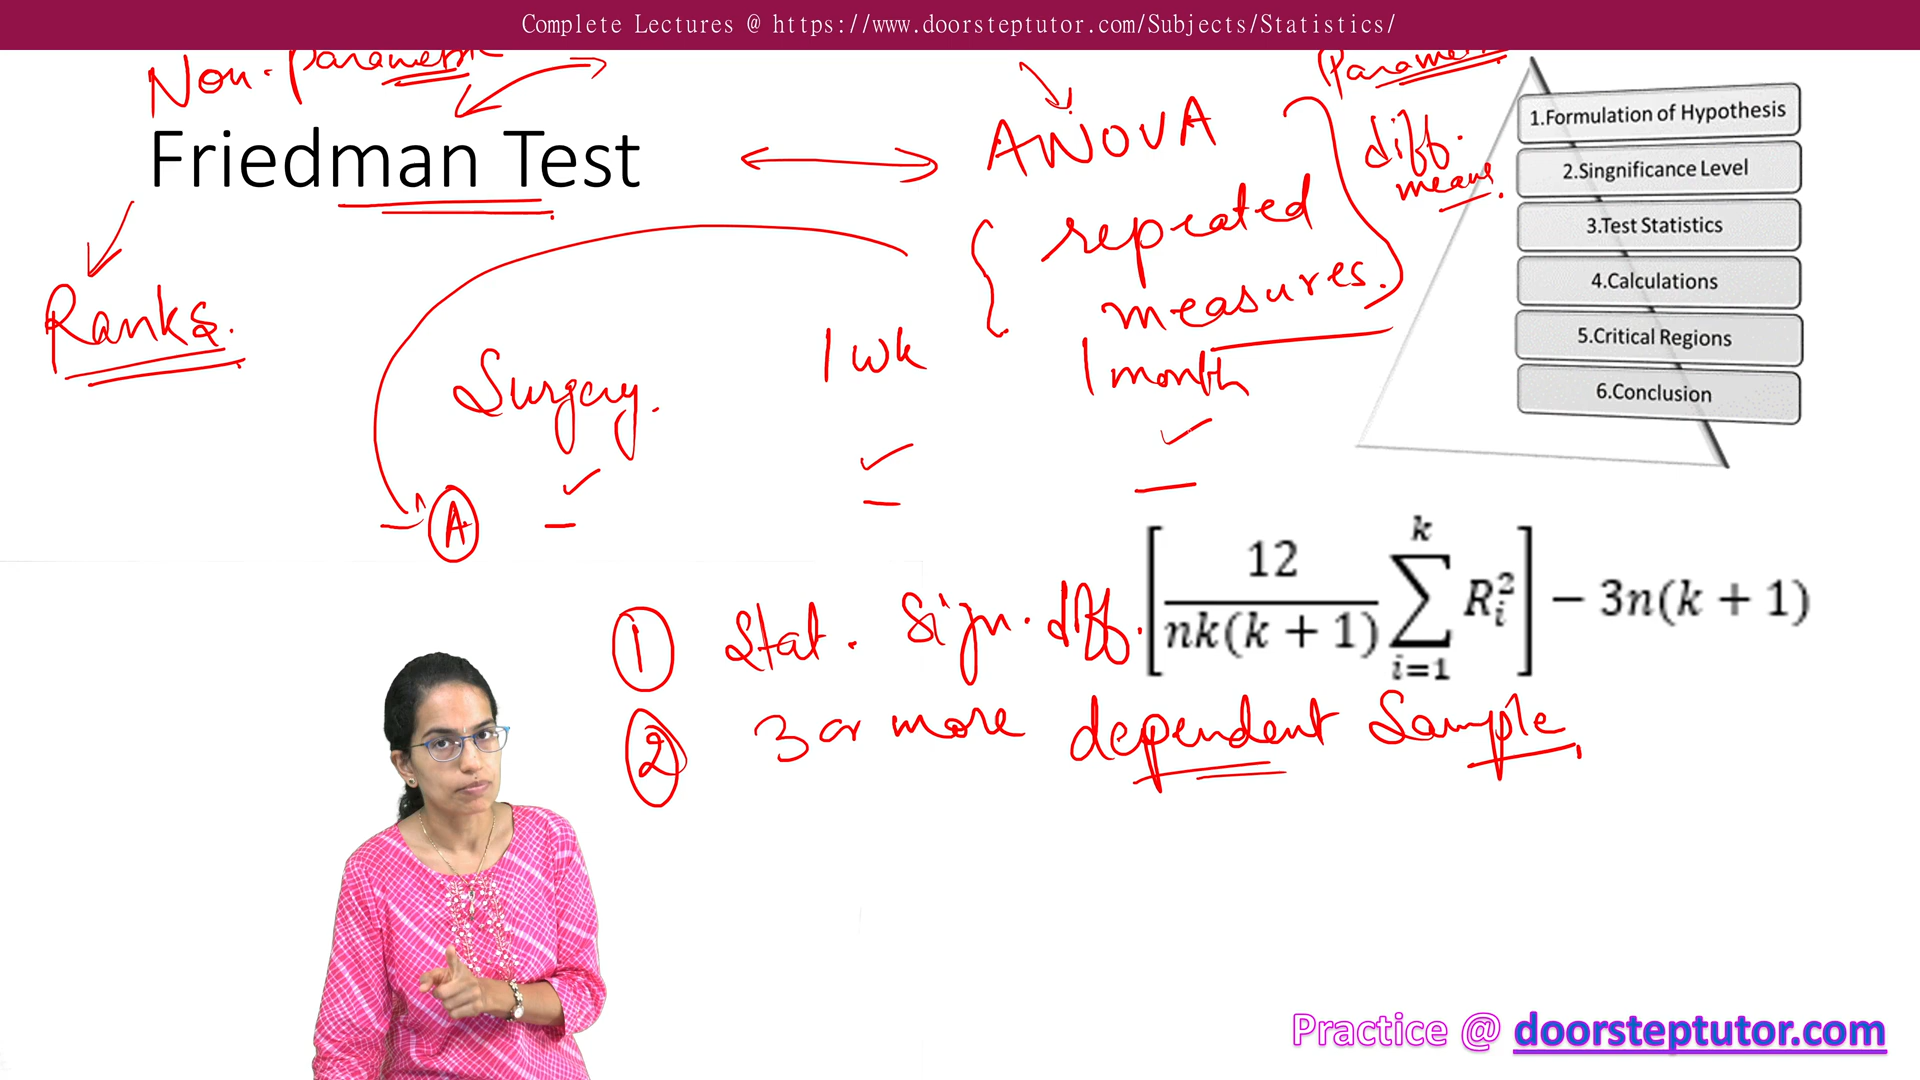 Complete Lectures @ https://www.doorsteptutor.com/Subjects/Statistics/
Non-parametric
Parametric
Friedman Test
ANOVA
diff.
means.
repeated
measures.
Ranks.
Surgery.
1 wk
1 month
A
1.Formulation of Hypothesis
2.Singnificance Level
3.Test Statistics
4.Calculations
5.Critical Regions
6.Conclusion
[12/nk(k + 1) ∑ᵢ₌₁ᵏ Rᵢ²] − 3n(k + 1)
① Stat. Sign. diff.
② 3 or more dependent Sample
Practice @ doorsteptutor.com